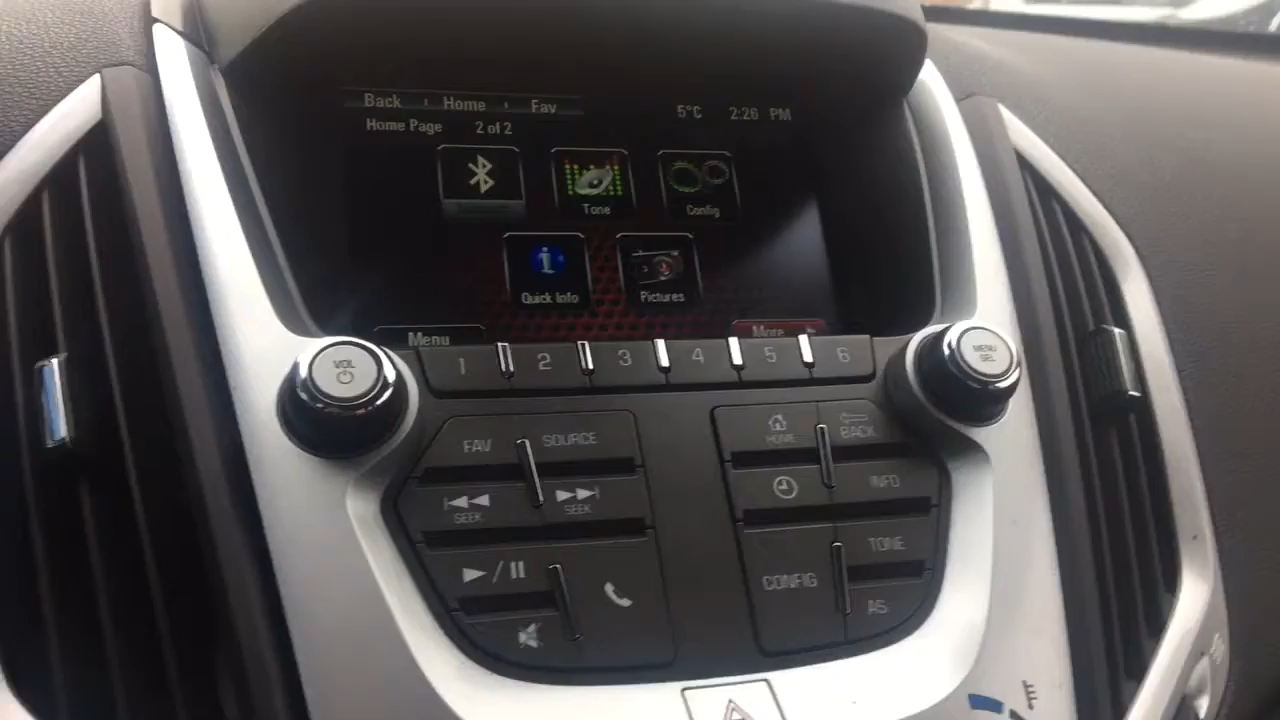 Back Home Fav 5°C 2:26 PM
Home Page 2 of 2
Tone Config
Quick Info Pictures
Menu More
VOL 1 2 3 4 5 6 MENU SEL
FAV SOURCE HOME BACK
SEEK SEEK INFO
TONE
CONFIG
AS